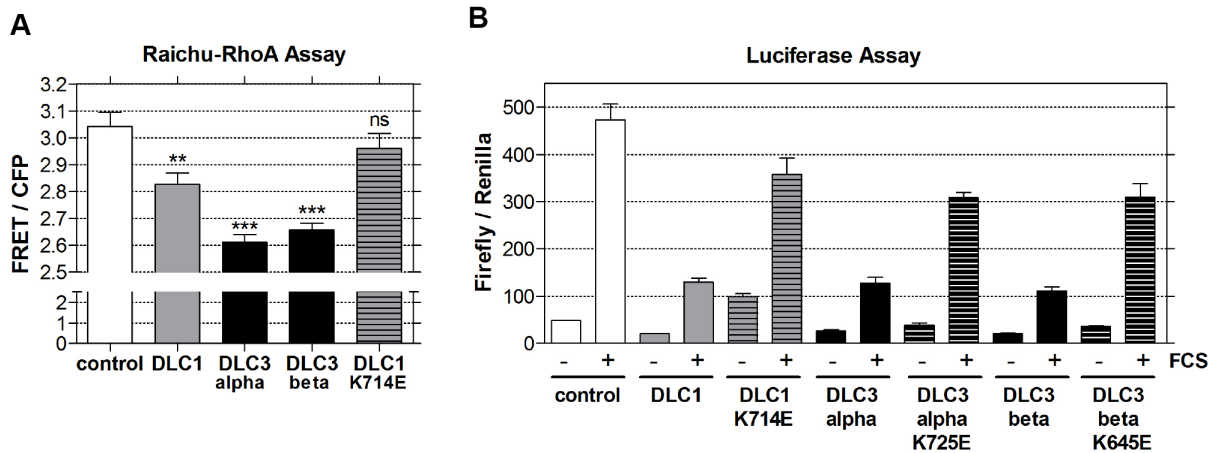 A
Raichu-RhoA Assay
FRET / CFP
3.2
3.1
3.0
2.9
2.8
2.7
2.6
2.5
2
1
0
**
***
***
ns
control
DLC1
DLC3
alpha
DLC3
beta
DLC1
K714E
B
Luciferase Assay
Firefly / Renilla
500
400
300
200
100
0
- + - + - + - + - + - + - + FCS
control
DLC1
DLC1
K714E
DLC3
alpha
DLC3
alpha
K725E
DLC3
beta
DLC3
beta
K645E